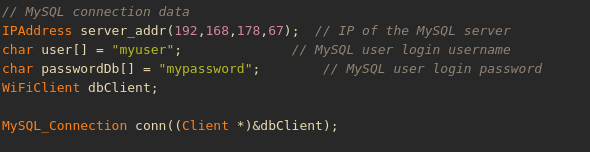 // MySQL connection data
IPAddress server_addr(192,168,178,67);  // IP of the MySQL server
char user[] = "myuser";              // MySQL user login username
char passwordDb[] = "mypassword";        // MySQL user login password
WiFiClient dbClient;
MySQL_Connection conn((Client *)&dbClient);